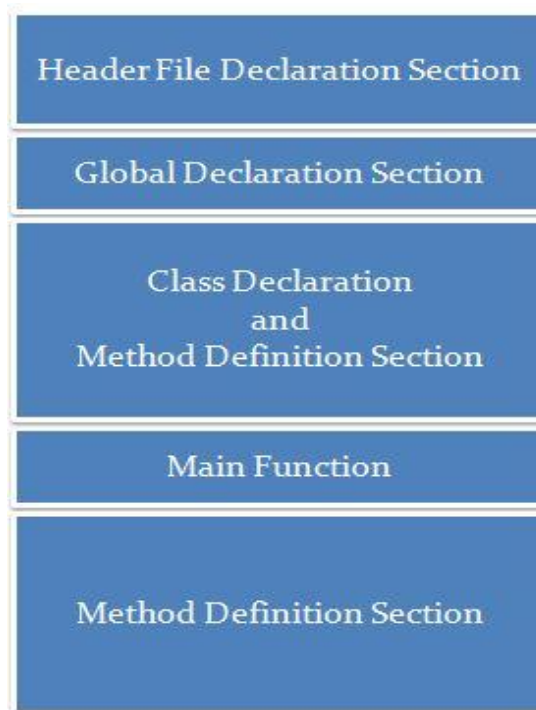 Header File Declaration Section
Global Declaration Section
Class Declaration
and
Method Definition Section
Main Function
Method Definition Section